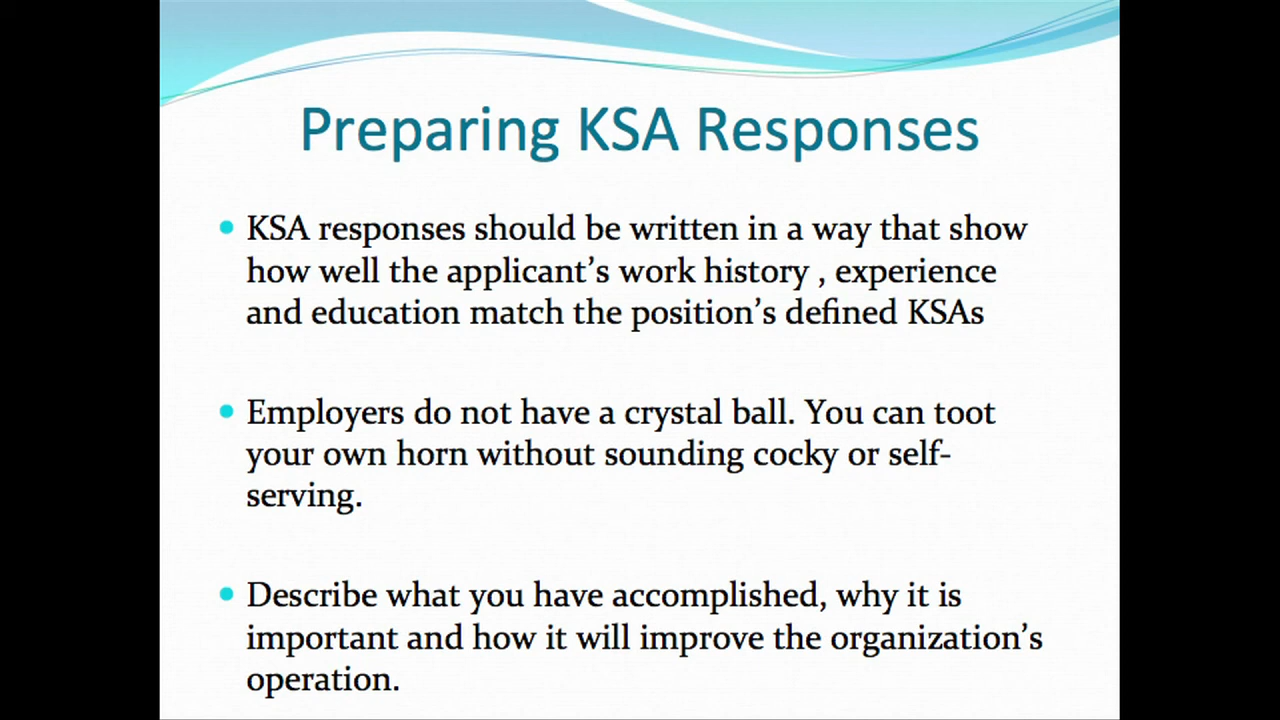 Preparing KSA Responses
KSA responses should be written in a way that show
how well the applicant’s work history , experience
and education match the position’s defined KSAs
Employers do not have a crystal ball. You can toot
your own horn without sounding cocky or self-
serving.
Describe what you have accomplished, why it is
important and how it will improve the organization’s
operation.